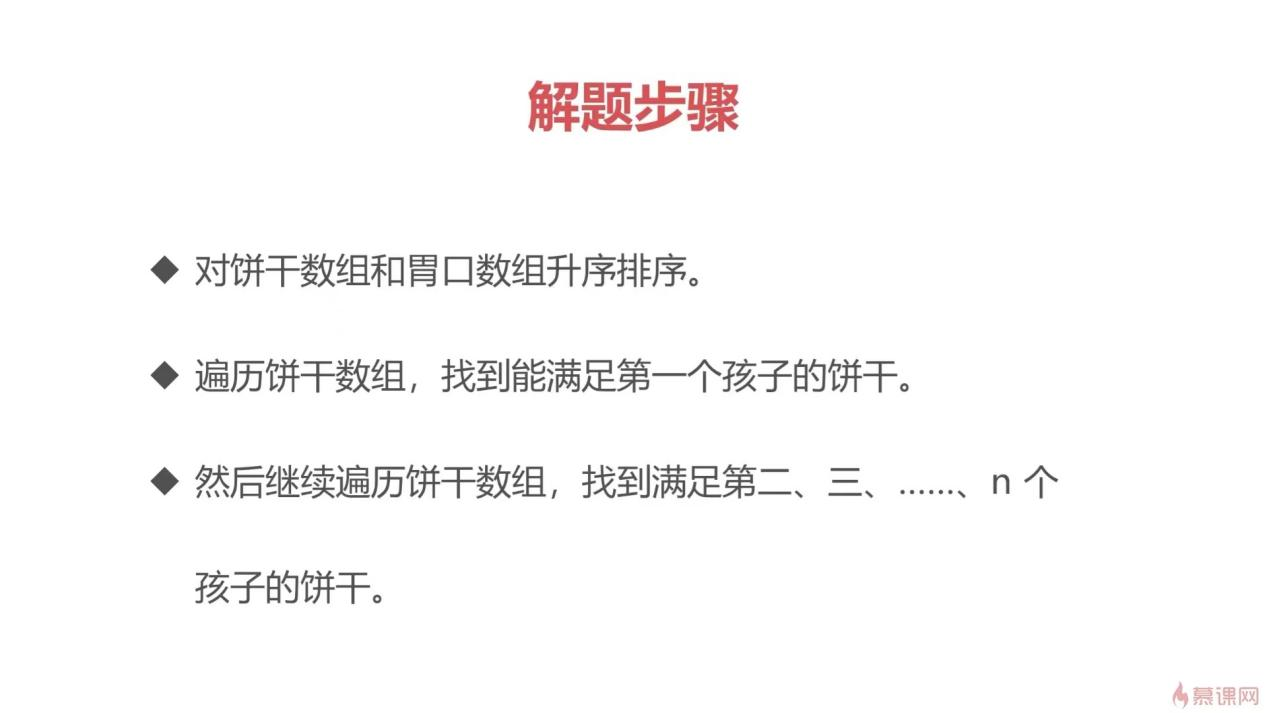 解题步骤
◆ 对饼干数组和胃口数组升序排序。
◆ 遍历饼干数组，找到能满足第一个孩子的饼干。
◆ 然后继续遍历饼干数组，找到满足第二、三、……、n 个
孩子的饼干。
慕课网